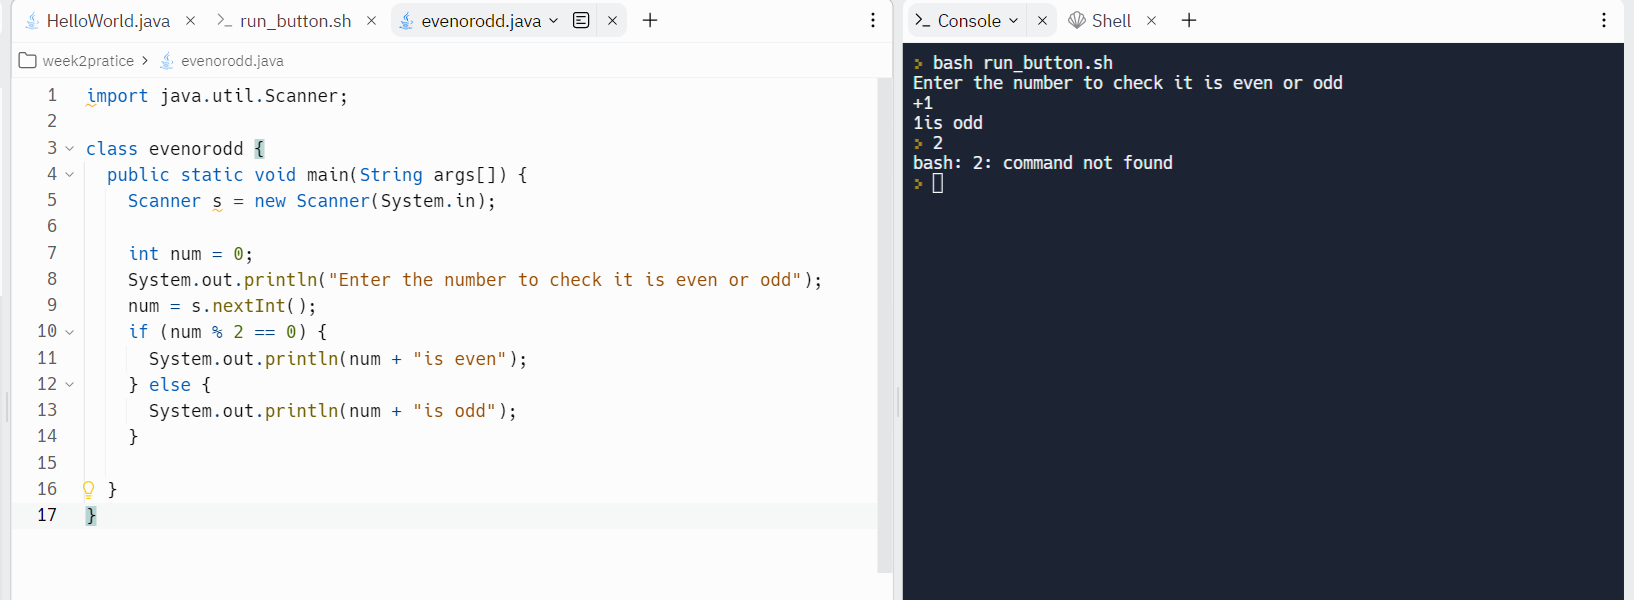 HelloWorld.java run_button.sh evenorodd.java
week2pratice > evenorodd.java
1 import java.util.Scanner;
2
3 class evenorodd {
4 public static void main(String args[]) {
5 Scanner s = new Scanner(System.in);
6
7 int num = 0;
8 System.out.println("Enter the number to check it is even or odd");
9 num = s.nextInt();
10 if (num % 2 == 0) {
11 System.out.println(num + "is even");
12 } else {
13 System.out.println(num + "is odd");
14 }
15
16 }
17 }
Console Shell
> bash run_button.sh
Enter the number to check it is even or odd
+1
1is odd
> 2
bash: 2: command not found
>